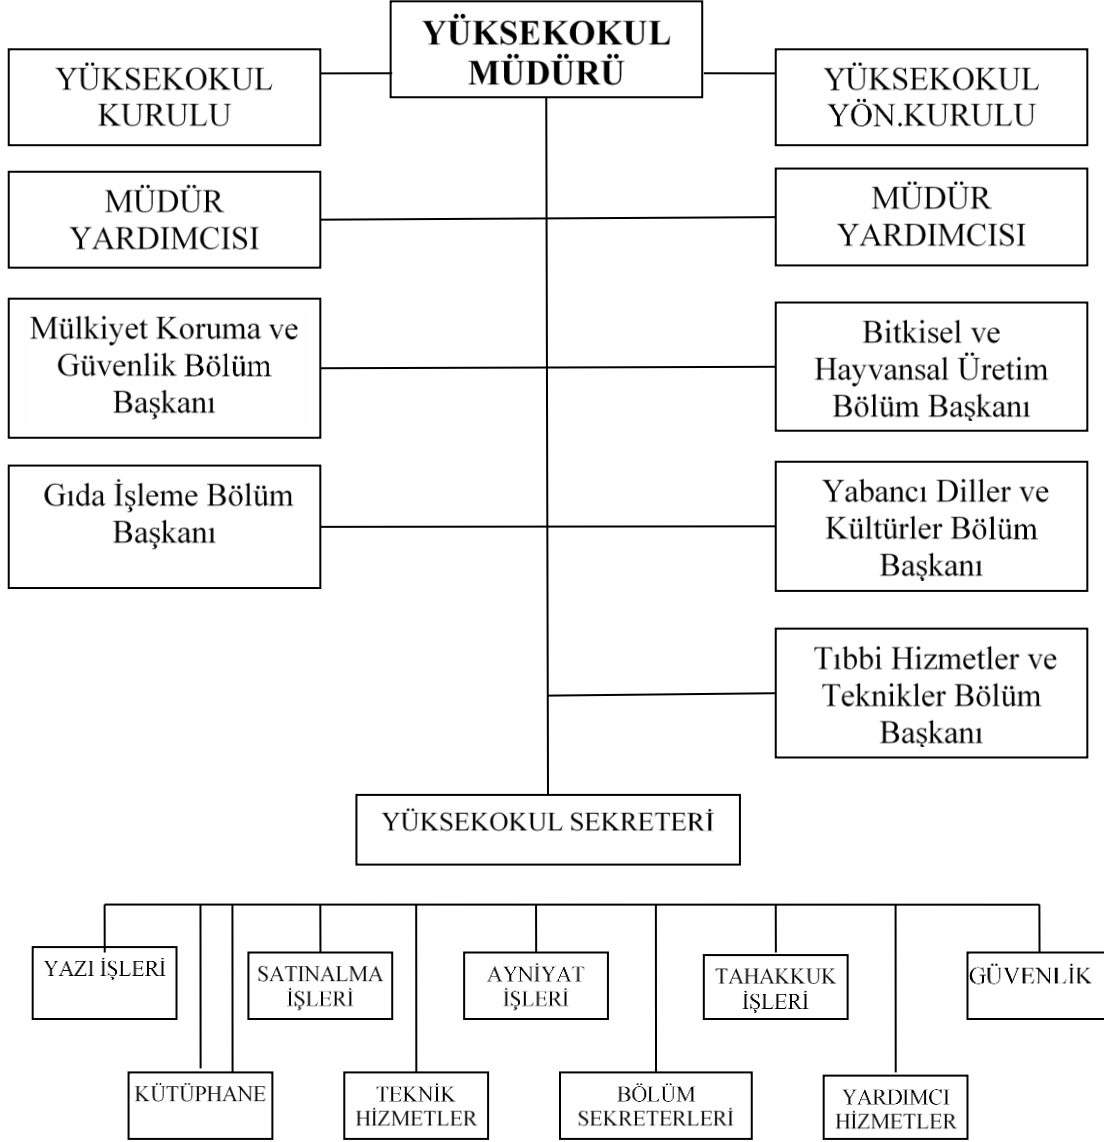 YÜKSEKOKUL
MÜDÜRÜ
YÜKSEKOKUL
KURULU
YÜKSEKOKUL
YÖN.KURULU
MÜDÜR
YARDIMCISI
MÜDÜR
YARDIMCISI
Mülkiyet Koruma ve
Güvenlik Bölüm
Başkanı
Bitkisel ve
Hayvansal Üretim
Bölüm Başkanı
Gıda İşleme Bölüm
Başkanı
Yabancı Diller ve
Kültürler Bölüm
Başkanı
Tıbbi Hizmetler ve
Teknikler Bölüm
Başkanı
YÜKSEKOKUL SEKRETERİ
YAZI İŞLERİ
SATINALMA
İŞLERİ
AYNİYAT
İŞLERİ
TAHAKKUK
İŞLERİ
GÜVENLİK
KÜTÜPHANE
TEKNİK
HİZMETLER
BÖLÜM
SEKRETERLERİ
YARDIMCI
HİZMETLER